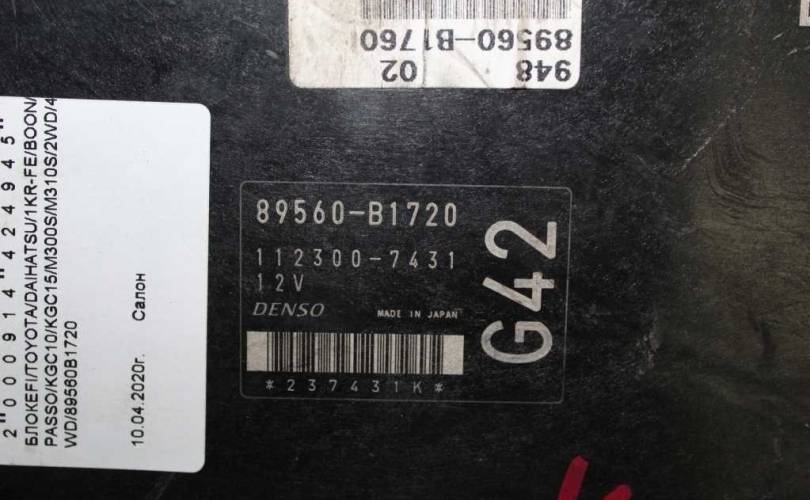 948 02
89560-B1760
89560-B1720
112300-7431
12V
DENSO MADE IN JAPAN
*237431K*
G42
2"000914"424945"
БЛОКEFI/TOYOTA/DAIHATSU/1KR-FE/BOON/
PASSO/KGC10/KGC15/M300S/M310S/2WD/4
WD/89560B1720
10.04.2020г. Салон